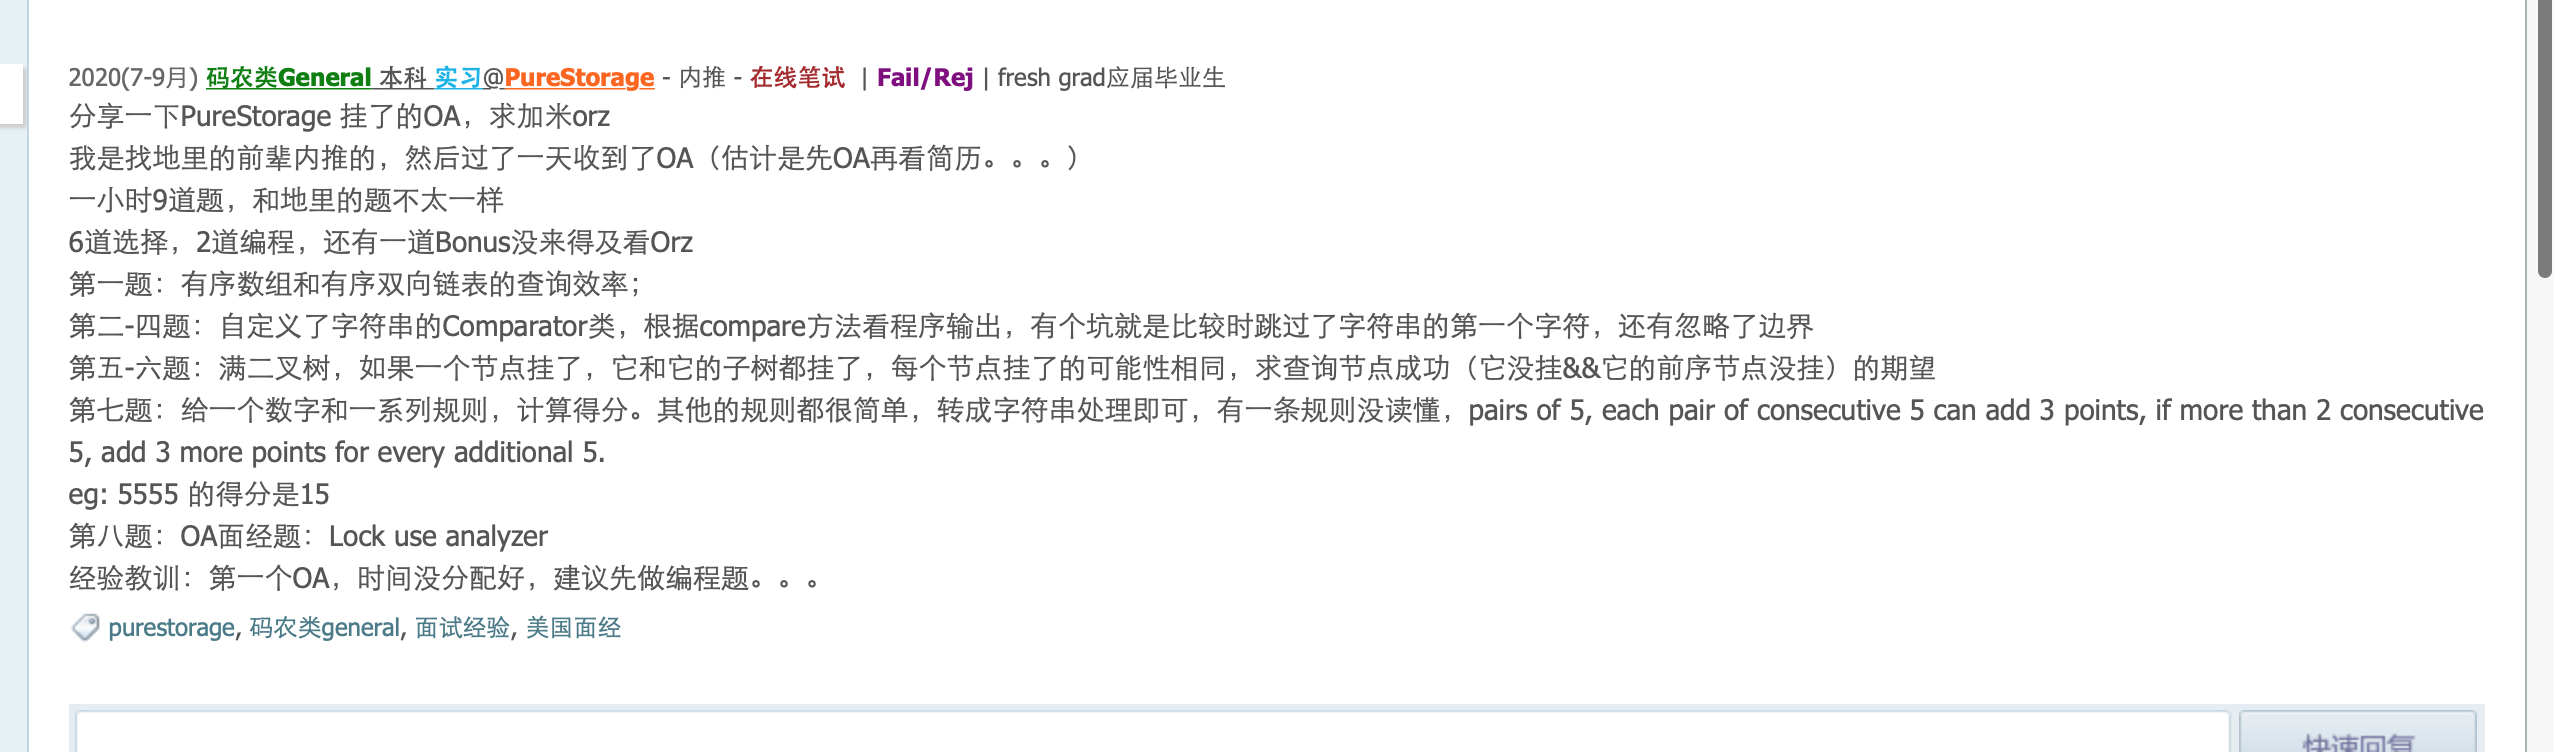 2020(7-9月) 码农类General 本科 实习@PureStorage - 内推 - 在线笔试 | Fail/Rej | fresh grad应届毕业生
分享一下PureStorage 挂了的OA，求加米orz
我是找地里的前辈内推的，然后过了一天收到了OA（估计是先OA再看简历。。。）
一小时9道题，和地里的题不太一样
6道选择，2道编程，还有一道Bonus没来得及看Orz
第一题：有序数组和有序双向链表的查询效率；
第二-四题：自定义了字符串的Comparator类，根据compare方法看程序输出，有个坑就是比较时跳过了字符串的第一个字符，还有忽略了边界
第五-六题：满二叉树，如果一个节点挂了，它和它的子树都挂了，每个节点挂了的可能性相同，求查询节点成功（它没挂&&它的前序节点没挂）的期望
第七题：给一个数字和一系列规则，计算得分。其他的规则都很简单，转成字符串处理即可，有一条规则没读懂，pairs of 5, each pair of consecutive 5 can add 3 points, if more than 2 consecutive
5, add 3 more points for every additional 5.
eg: 5555 的得分是15
第八题：OA面经题：Lock use analyzer
经验教训：第一个OA，时间没分配好，建议先做编程题。。。
purestorage, 码农类general, 面试经验, 美国面经
快速回复